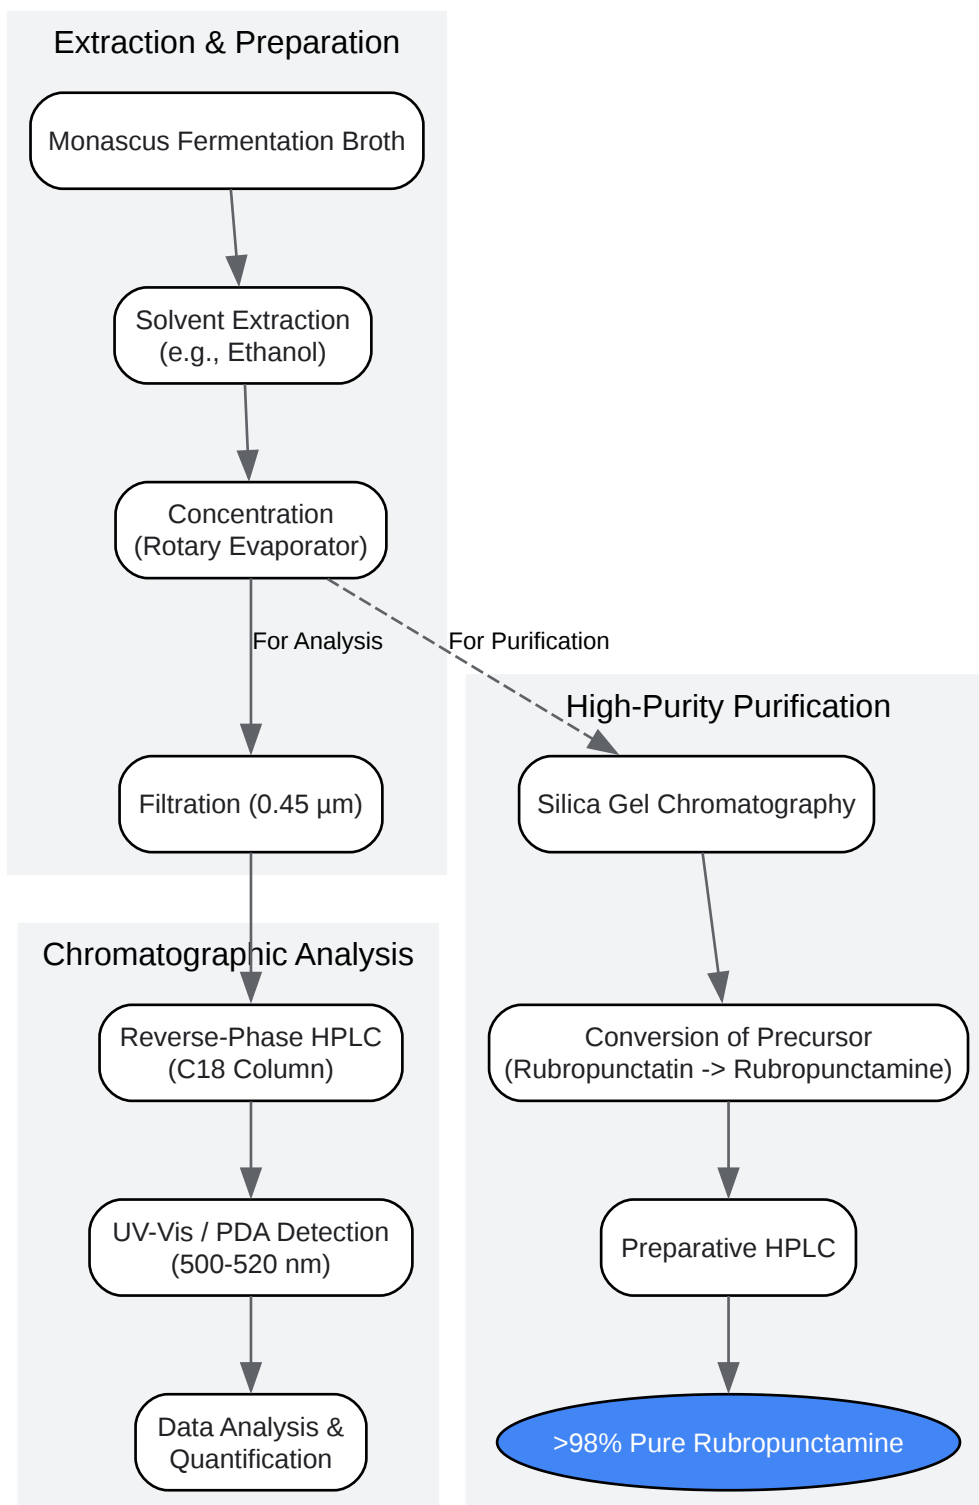 Extraction & Preparation
Monascus Fermentation Broth
Solvent Extraction
(e.g., Ethanol)
Concentration
(Rotary Evaporator)
For Analysis
For Purification
Filtration (0.45 µm)
High-Purity Purification
Silica Gel Chromatography
Conversion of Precursor
(Rubropunctatin -> Rubropunctamine)
Preparative HPLC
>98% Pure Rubropunctamine
Chromatographic Analysis
Reverse-Phase HPLC
(C18 Column)
UV-Vis / PDA Detection
(500-520 nm)
Data Analysis &
Quantification